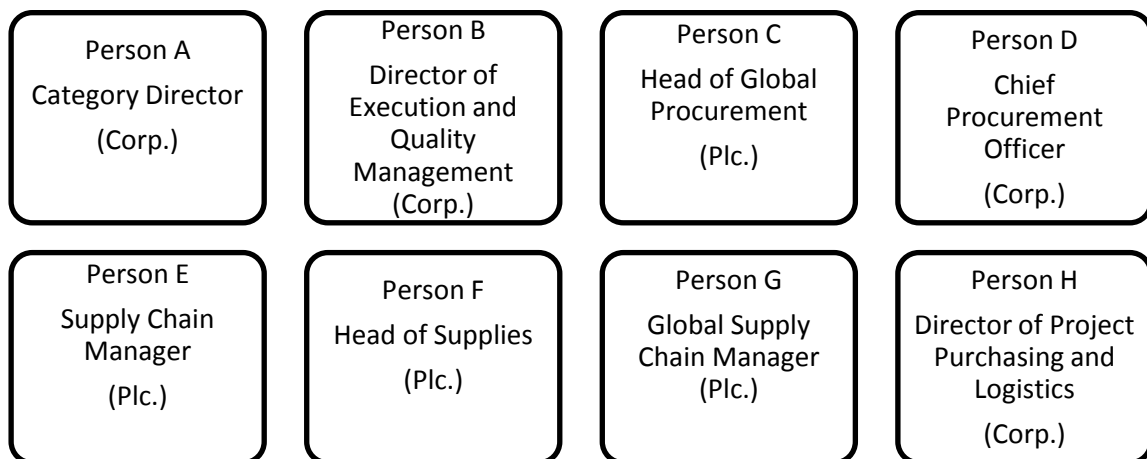 Person A
Category Director
(Corp.)
Person B
Director of
Execution and
Quality
Management
(Corp.)
Person C
Head of Global
Procurement
(Plc.)
Person D
Chief
Procurement
Officer
(Corp.)
Person E
Supply Chain
Manager
(Plc.)
Person F
Head of Supplies
(Plc.)
Person G
Global Supply
Chain Manager
(Plc.)
Person H
Director of Project
Purchasing and
Logistics
(Corp.)